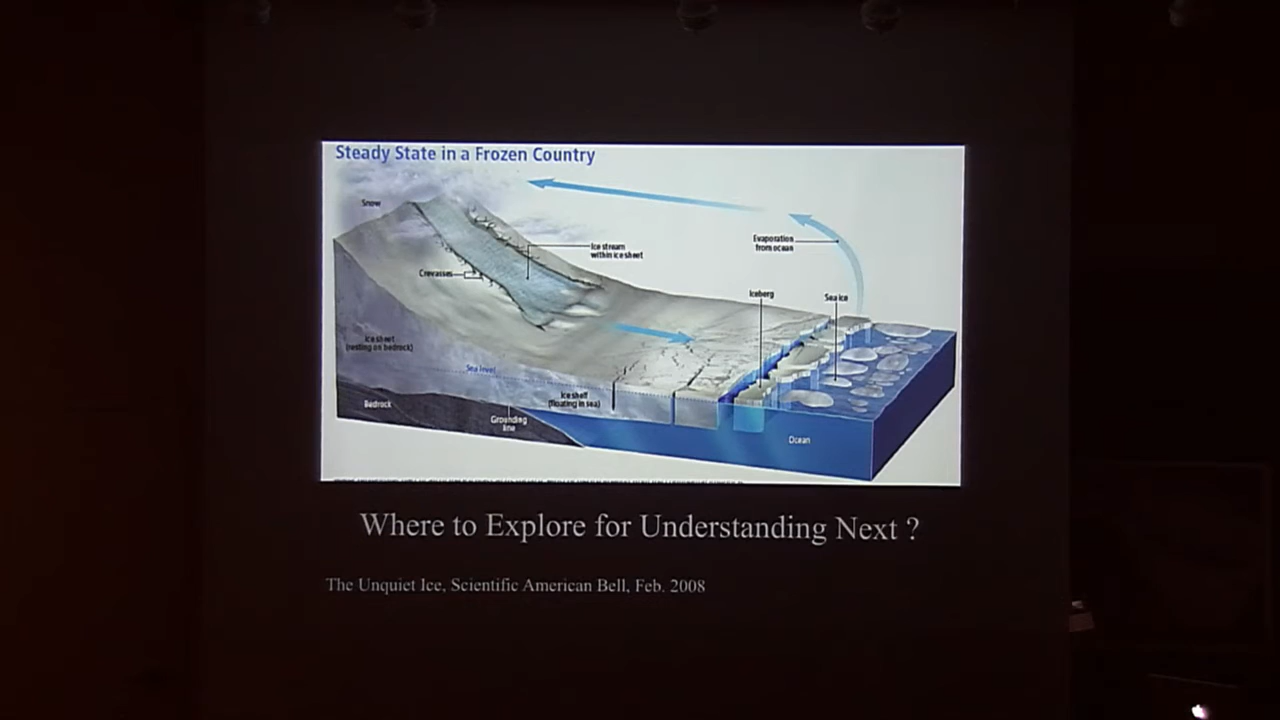 Steady State in a Frozen Country
Snow
Ice stream
within ice sheet
Evaporation
from ocean
Crevasses
Iceberg
Sea ice
Ice sheet
(resting on bedrock)
Sea level
Ice shelf
(floating in sea)
Bedrock
Grounding
line
Ocean
Where to Explore for Understanding Next ?
The Unquiet Ice, Scientific American Bell, Feb. 2008